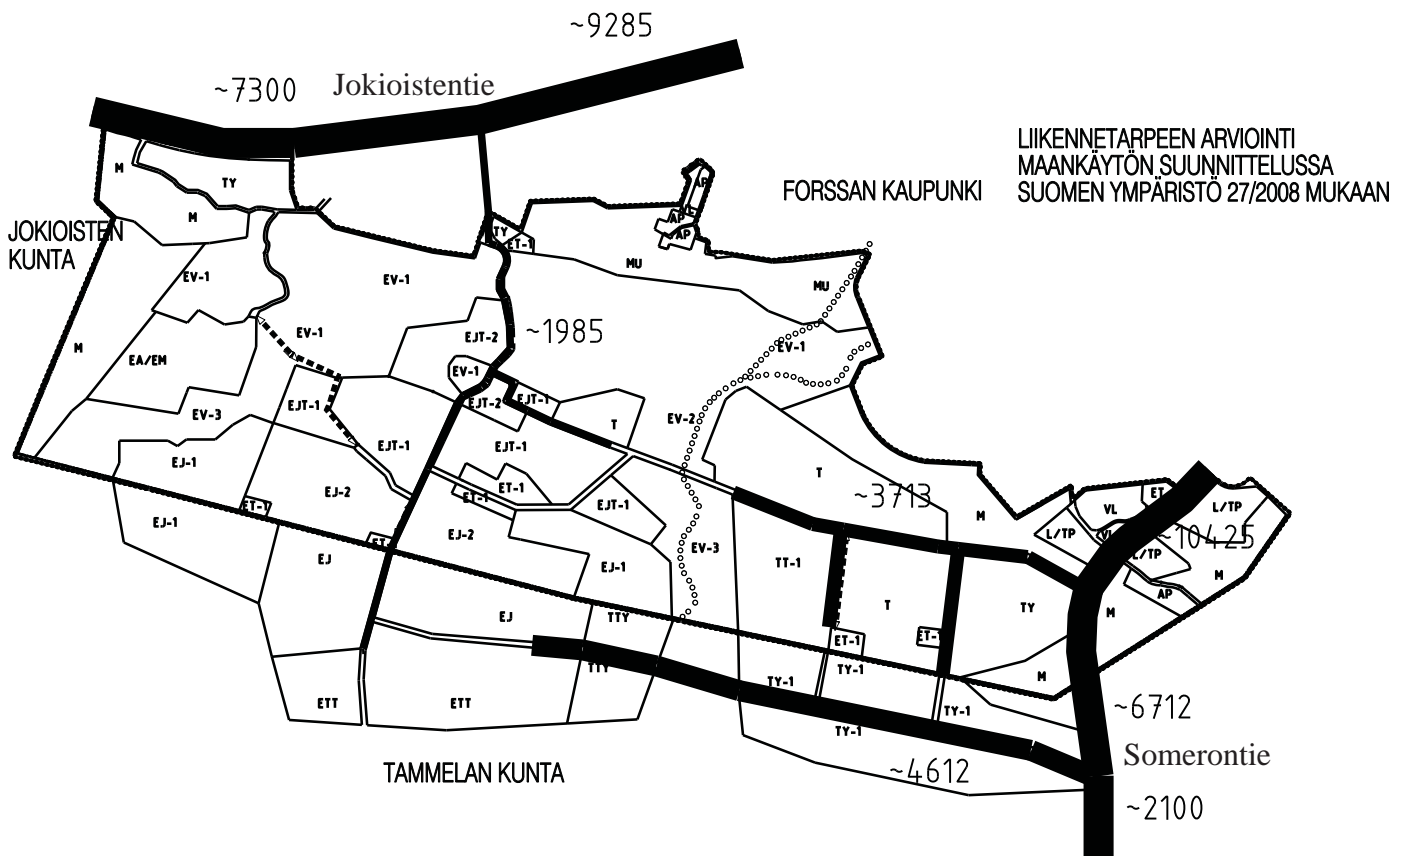 ~9285
~7300
Jokioistentie
LIIKENNETARPEEN ARVIOINTI
MAANKÄYTÖN SUUNNITTELUSSA
SUOMEN YMPÄRISTÖ 27/2008 MUKAAN
FORSSAN KAUPUNKI
JOKIOISTEN
KUNTA
M
TY
M
AP
AP
AP
TY
ET-1
MU
MU
EV-1
EV-1
EV-1
M
EA/EM
EJT-2
~1985
EV-1
EV-1
EV-3
EJT-1
EJT-2
EJT-1
T
EV-2
EJT-1
EJT-1
EJ-1
EJ-2
ET-1
ET-1
ET-1
EJT-1
T
~3713
M
VL
ET
L/TP
L/TP
VL
L/TP
~10425
EJ-1
EJ
EJ-2
EJ-1
EV-3
TT-1
T
TY
M
AP
M
EJ
TTY
ET-1
ET-1
TTY
TY-1
TY-1
M
ETT
ETT
TY-1
TY-1
~6712
Somerontie
TAMMELAN KUNTA
~4612
~2100